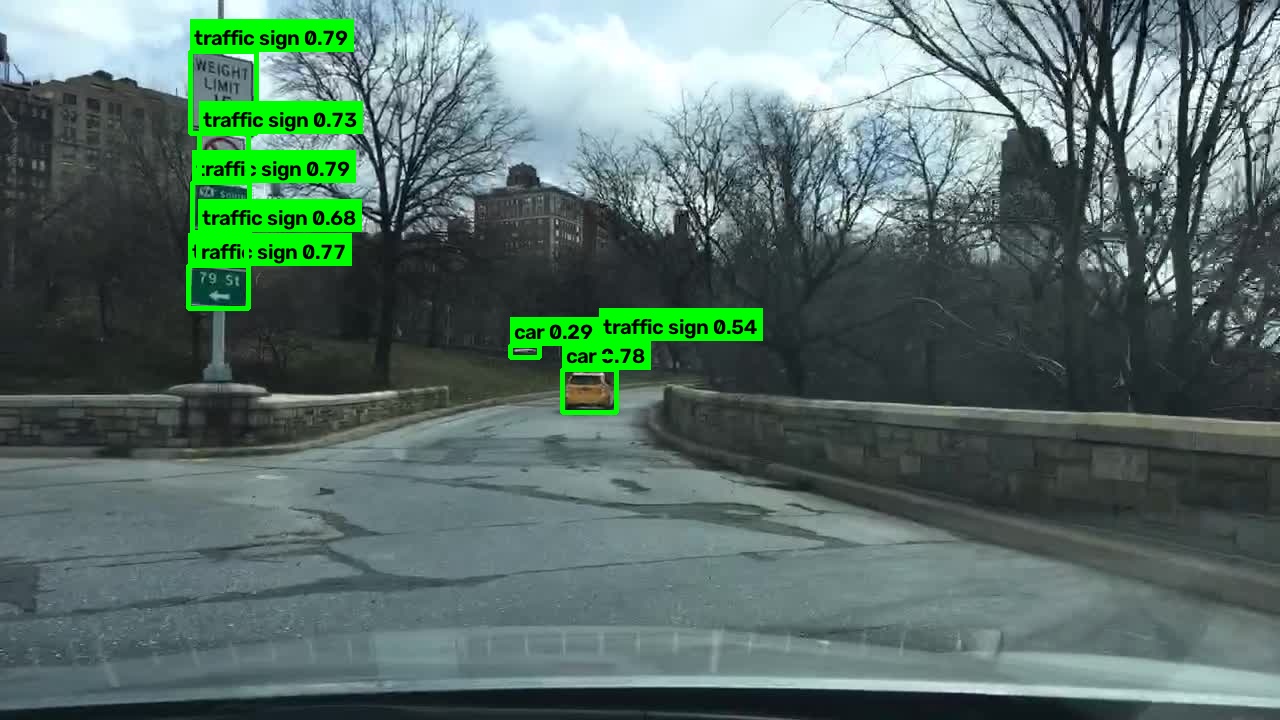 traffic sign 0.79
WEIGHT
LIMIT
traffic sign 0.73
traffic sign 0.79
traffic sign 0.68
traffic sign 0.77
79 St
car 0.29
traffic sign 0.54
car 0.78